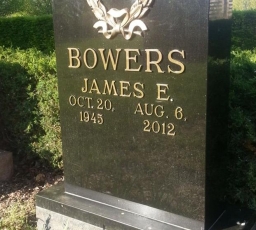 BOWERS
JAMES E.
OCT. 20, AUG. 6,
1945 2012